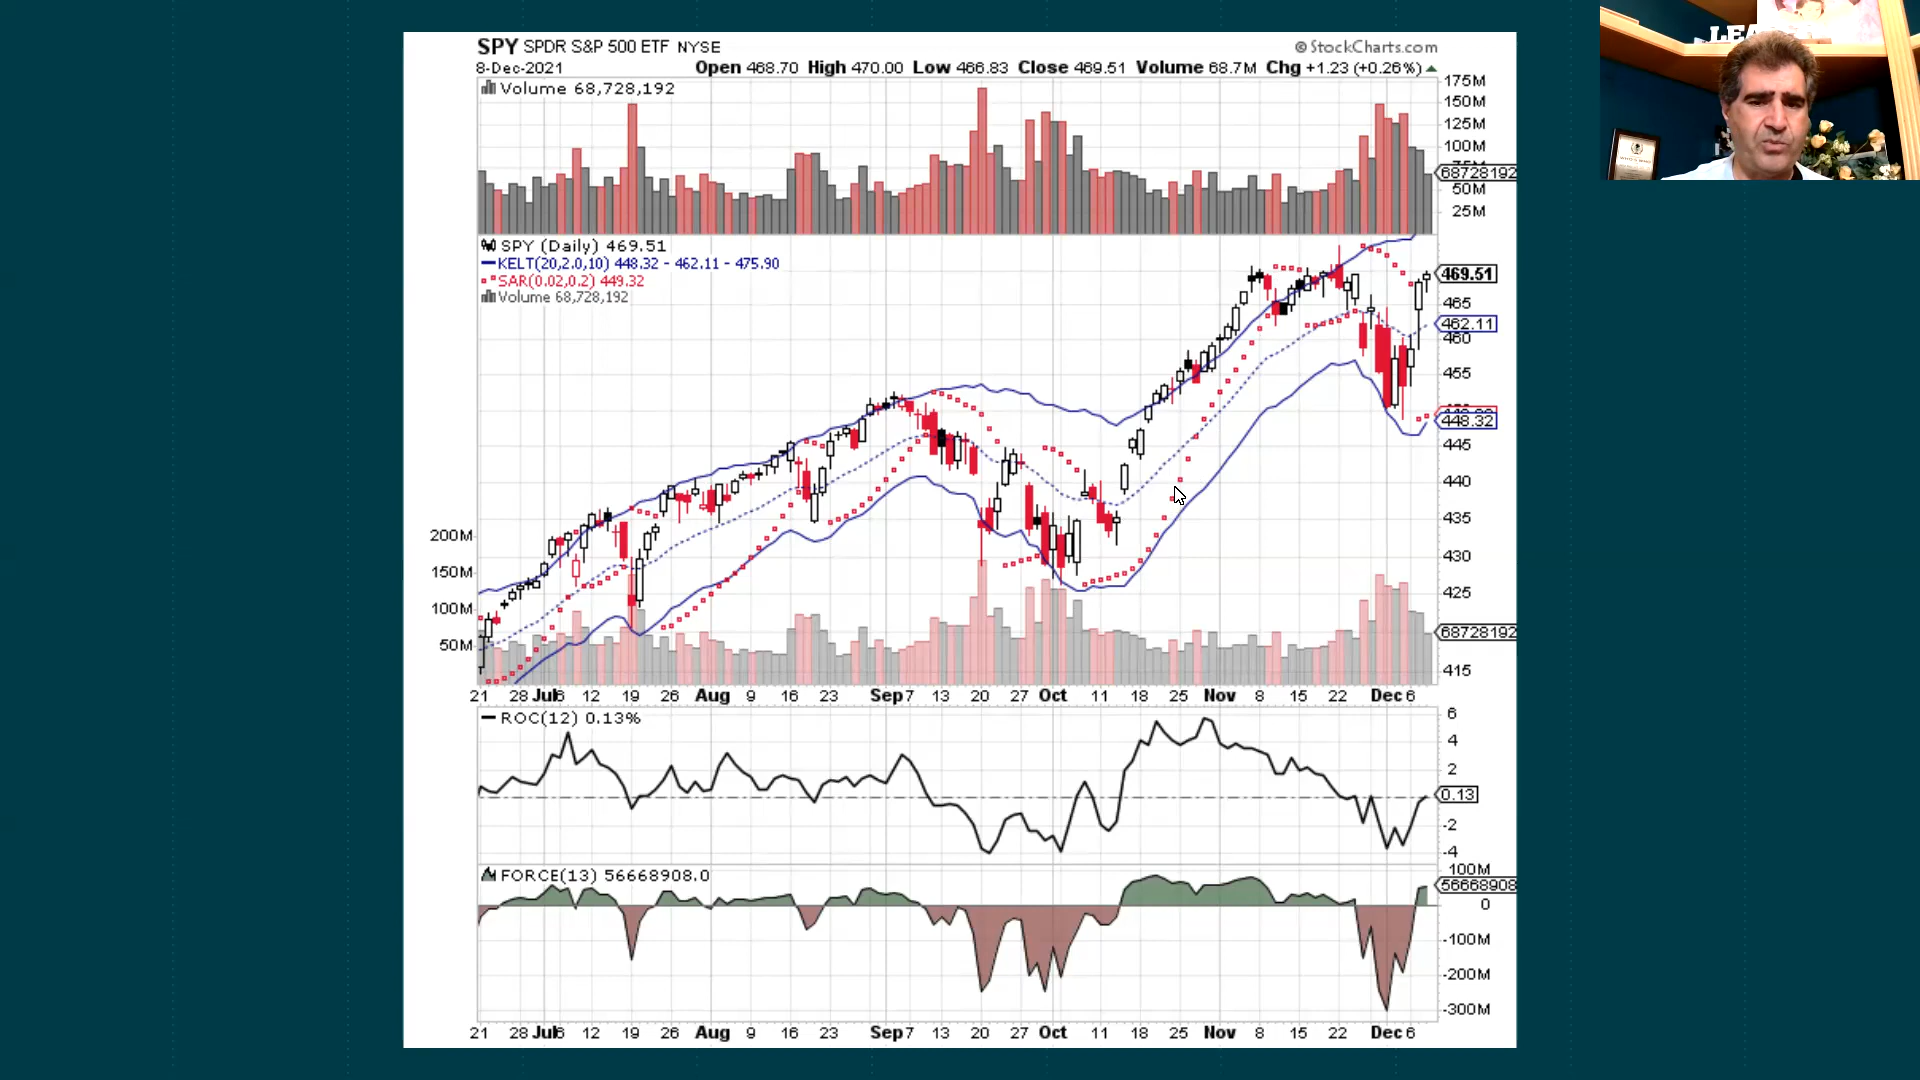 SPY SPDR S&P 500 ETF NYSE
© StockCharts.com
8-Dec-2021
Open 468.70 High 470.00 Low 466.83 Close 469.51 Volume 68.7M Chg +1.23 (+0.26%)
Volume 68,728,192
175M
150M
125M
100M
68728192
50M
25M
SPY (Daily) 469.51
KELT(20,2.0,10) 448.32 - 462.11 - 475.90
SAR(0.02,0.2) 449.32
Volume 68,728,192
469.51
465
462.11
460
455
448.32
445
440
435
430
425
68728192
415
200M
150M
100M
50M
21 28 Jul 6 12 19 26 Aug 9 16 23 Sep 7 13 20 27 Oct 11 18 25 Nov 8 15 22 Dec 6
ROC(12) 0.13%
6
4
2
0.13
-2
-4
FORCE(13) 56668908.0
100M
56668908
0
-100M
-200M
-300M
21 28 Jul 6 12 19 26 Aug 9 16 23 Sep 7 13 20 27 Oct 11 18 25 Nov 8 15 22 Dec 6